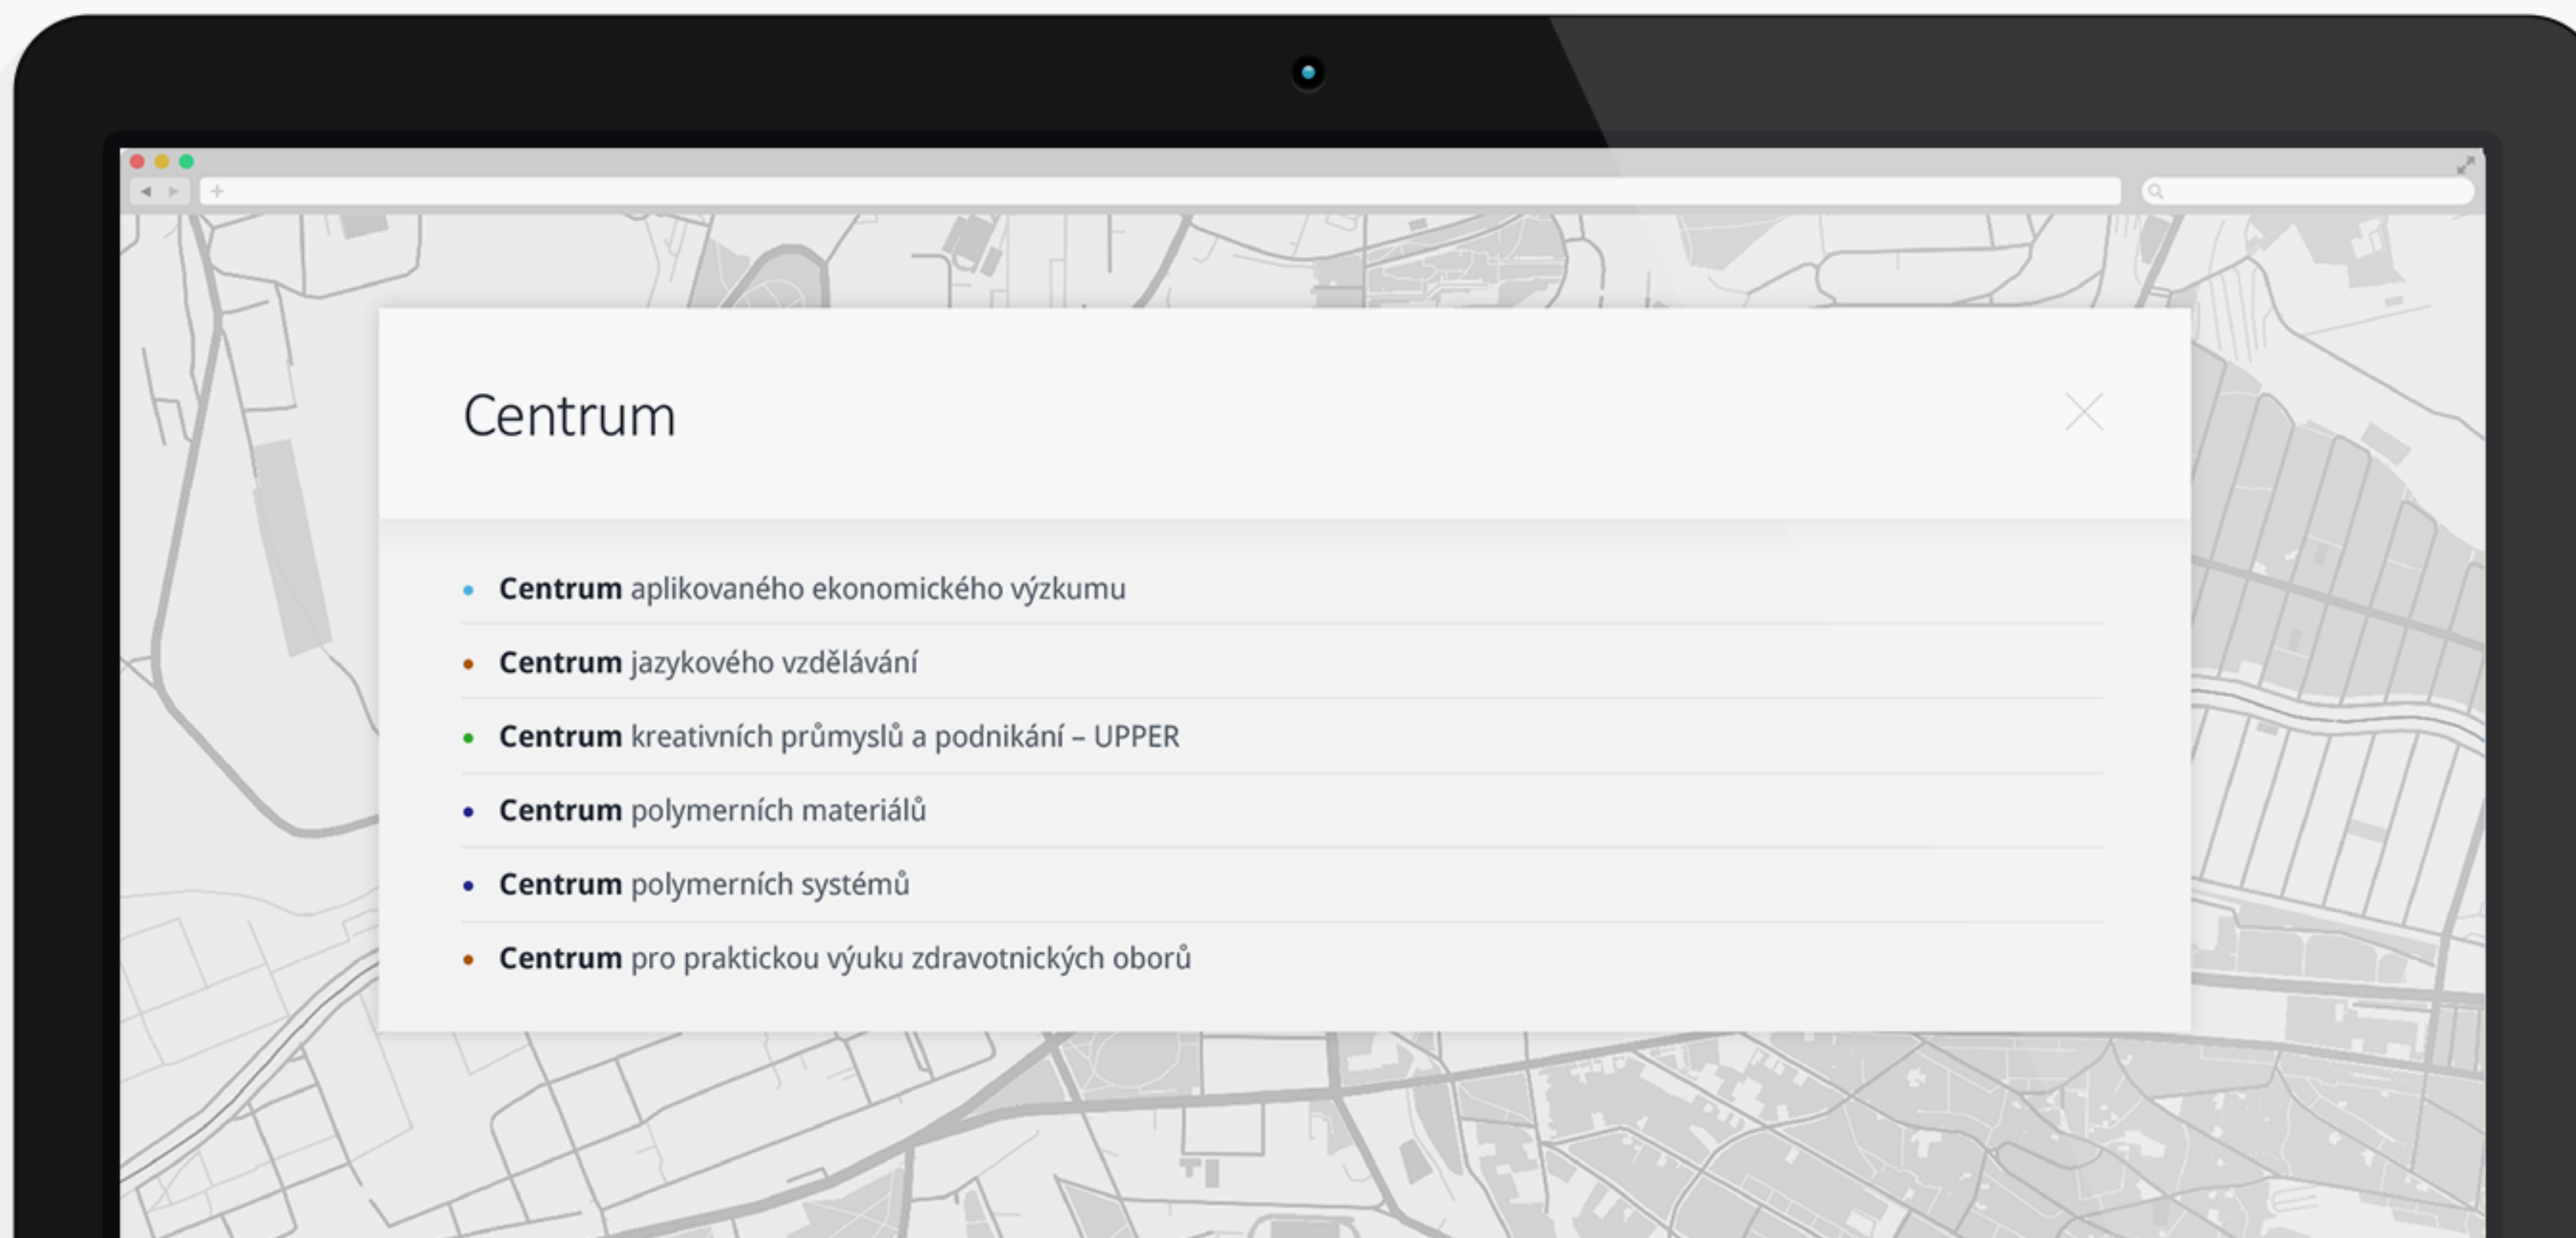 Centrum
Centrum aplikovaného ekonomického výzkumu
Centrum jazykového vzdělávání
Centrum kreativních průmyslů a podnikání – UPPER
Centrum polymerních materiálů
Centrum polymerních systémů
Centrum pro praktickou výuku zdravotnických oborů